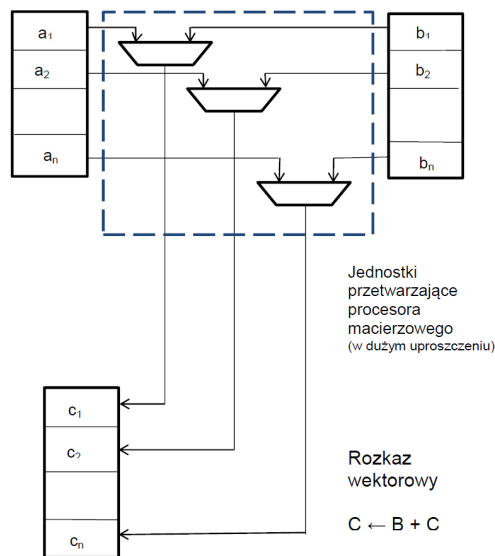 a₁
b₁
a₂
b₂
aₙ
bₙ
Jednostki
przetwarzające
procesora
macierzowego
(w dużym uproszczeniu)
c₁
c₂
Rozkaz
wektorowy
cₙ
C ← B + C